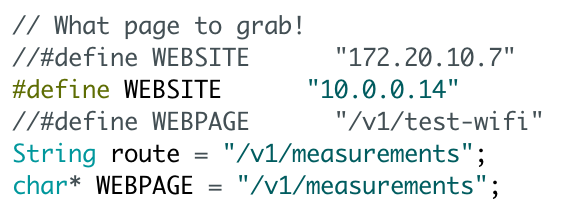 // What page to grab!
//#define WEBSITE      "172.20.10.7"
#define WEBSITE      "10.0.0.14"
//#define WEBPAGE      "/v1/test-wifi"
String route = "/v1/measurements";
char* WEBPAGE = "/v1/measurements";